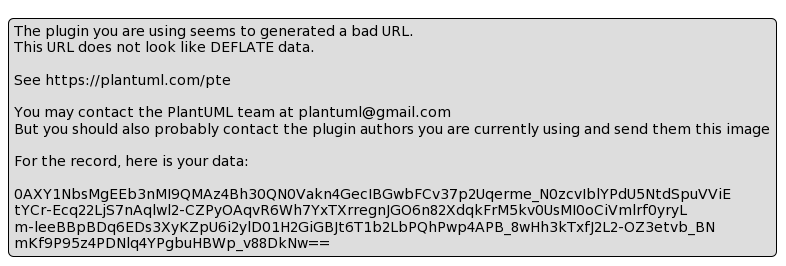 The plugin you are using seems to generated a bad URL.
This URL does not look like DEFLATE data.
See https://plantuml.com/pte
You may contact the PlantUML team at plantuml@gmail.com
But you should also probably contact the plugin authors you are currently using and send them this image
For the record, here is your data:
0AXY1NbsMgEEb3nMI9QMAz4Bh30QN0Vakn4GecIBGwbFCv37p2Uqerme_N0zcvIblYPdU5NtdSpuVViE
tYCr-Ecq22LjS7nAqlwl2-CZPyOAqvR6Wh7YxTXrregnJGO6n82XdqkFrM5kv0UsMI0oCiVmlrf0yryL
m-leeBBpBDq6EDs3XyKZpU6i2ylD01H2GiGBJt6T1b2LbPQhPwp4APB_8wHh3kTxfJ2L2-OZ3etvb_BN
mKf9P95z4PDNlq4YPgbuHBWp_v88DkNw==